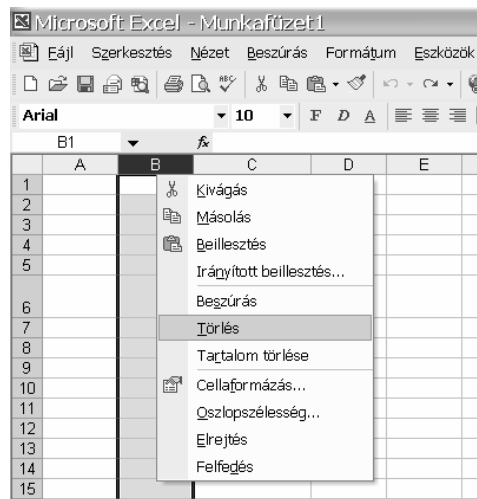 Microsoft Excel - Munkafüzet1
Fájl Szerkesztés Nézet Beszúrás Formátum Eszközök
Arial 10 F D A
B1 fx
A B C D E
1
2
3
4
5
6
7
8
9
10
11
12
13
14
15
Kivágás
Másolás
Beillesztés
Irányított beillesztés...
Beszúrás
Törlés
Tartalom törlése
Cellaformázás...
Oszlopszélesség...
Elrejtés
Felfedés